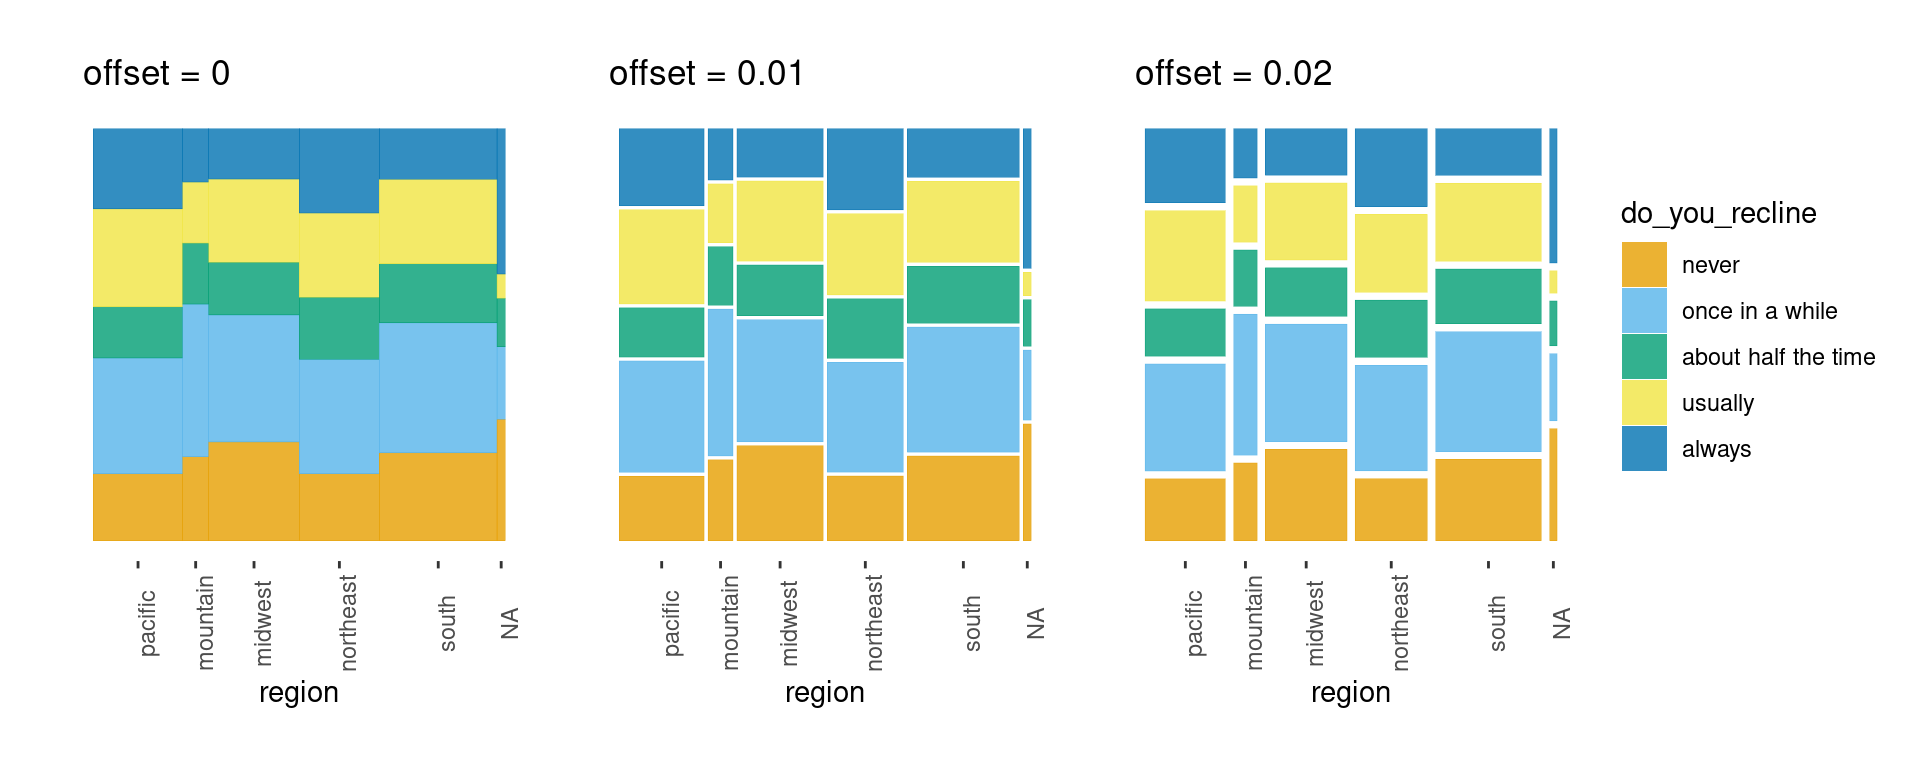 offset = 0
pacific
mountain
midwest
northeast
south
NA
region
offset = 0.01
pacific
mountain
midwest
northeast
south
NA
region
offset = 0.02
pacific
mountain
midwest
northeast
south
NA
region
do_you_recline
never
once in a while
about half the time
usually
always